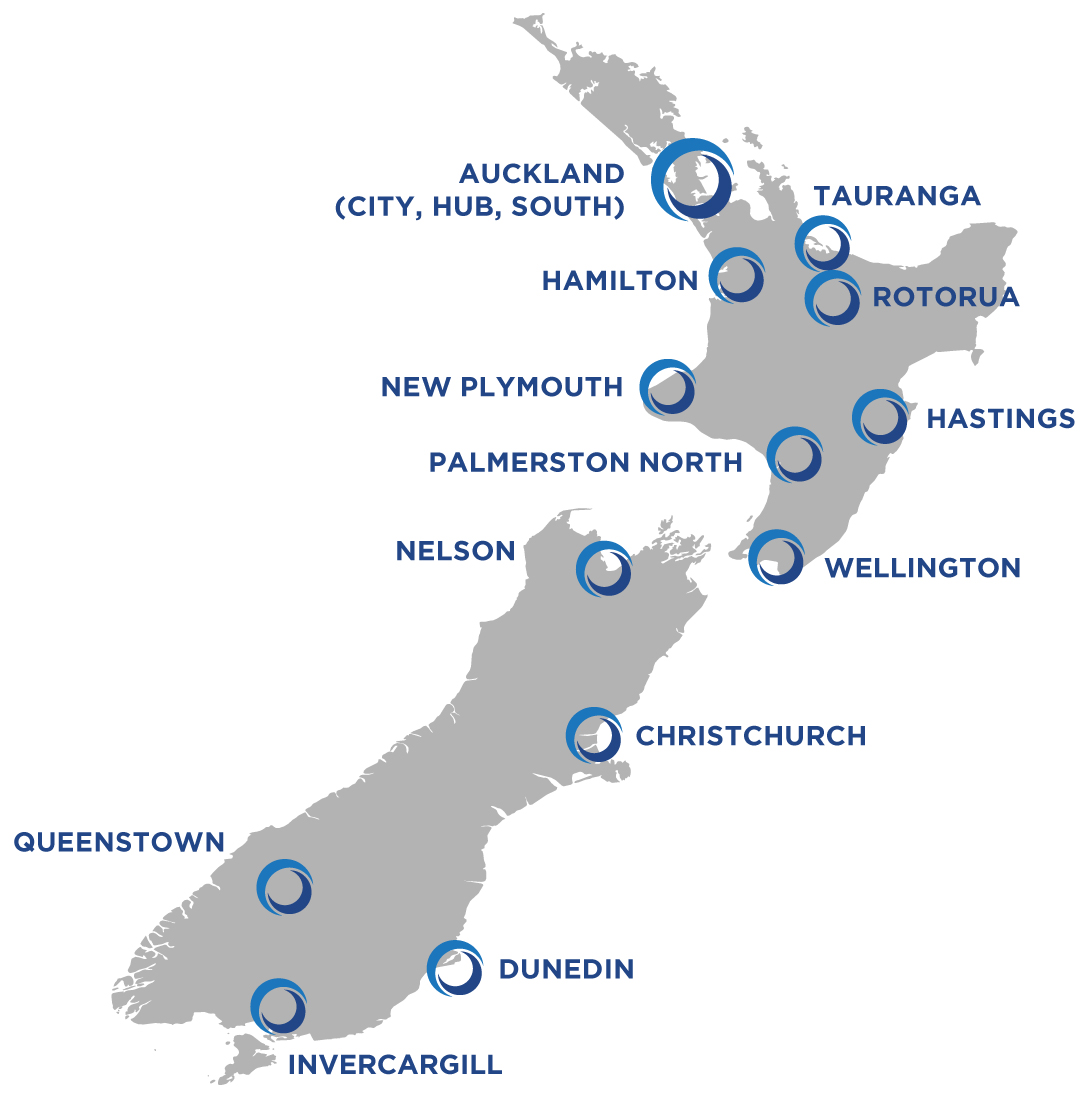 AUCKLAND
(CITY, HUB, SOUTH)
TAURANGA
HAMILTON
ROTORUA
NEW PLYMOUTH
HASTINGS
PALMERSTON NORTH
NELSON
WELLINGTON
CHRISTCHURCH
QUEENSTOWN
DUNEDIN
INVERCARGILL